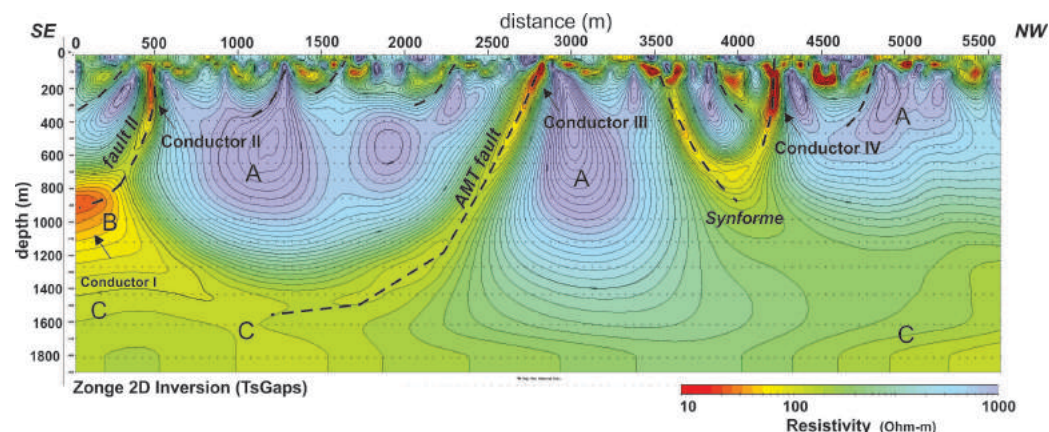 distance (m)
SE
NW
0 500 1000 1500 2000 2500 3000 3500 4000 4500 5000 5500
depth (m)
0
200
400
600
800
1000
1200
1400
1600
1800
fault II
Conductor II
A
B
Conductor I
C
C
AMT fault
Conductor III
A
Synforme
Conductor IV
A
C
Zonge 2D Inversion (TsGaps)
10 100 1000
Resistivity (Ohm-m)